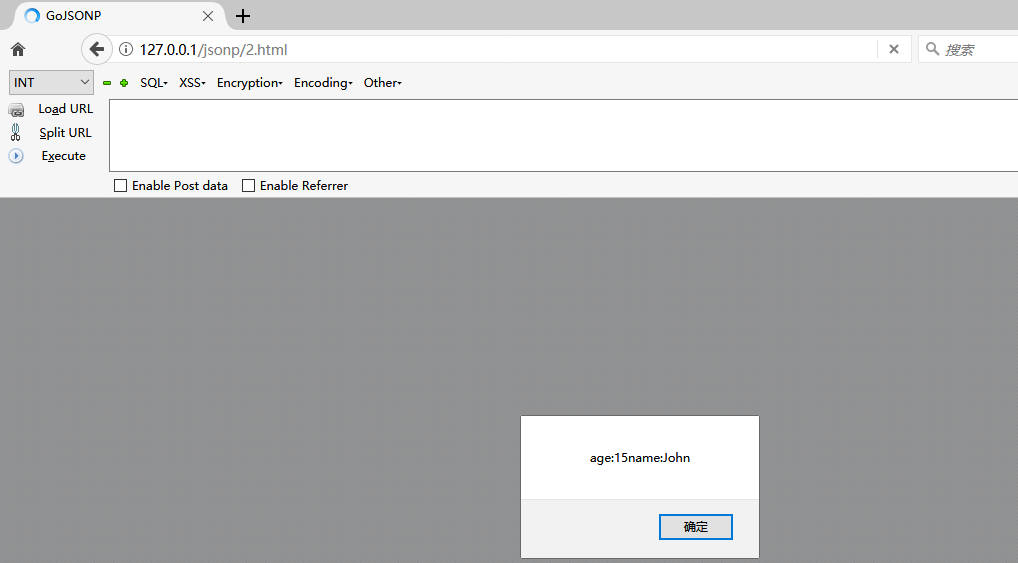 GoJSONP
127.0.0.1/jsonp/2.html
搜索
INT SQL XSS Encryption Encoding Other
Load URL
Split URL
Execute
Enable Post data Enable Referrer
age:15name:John
确定